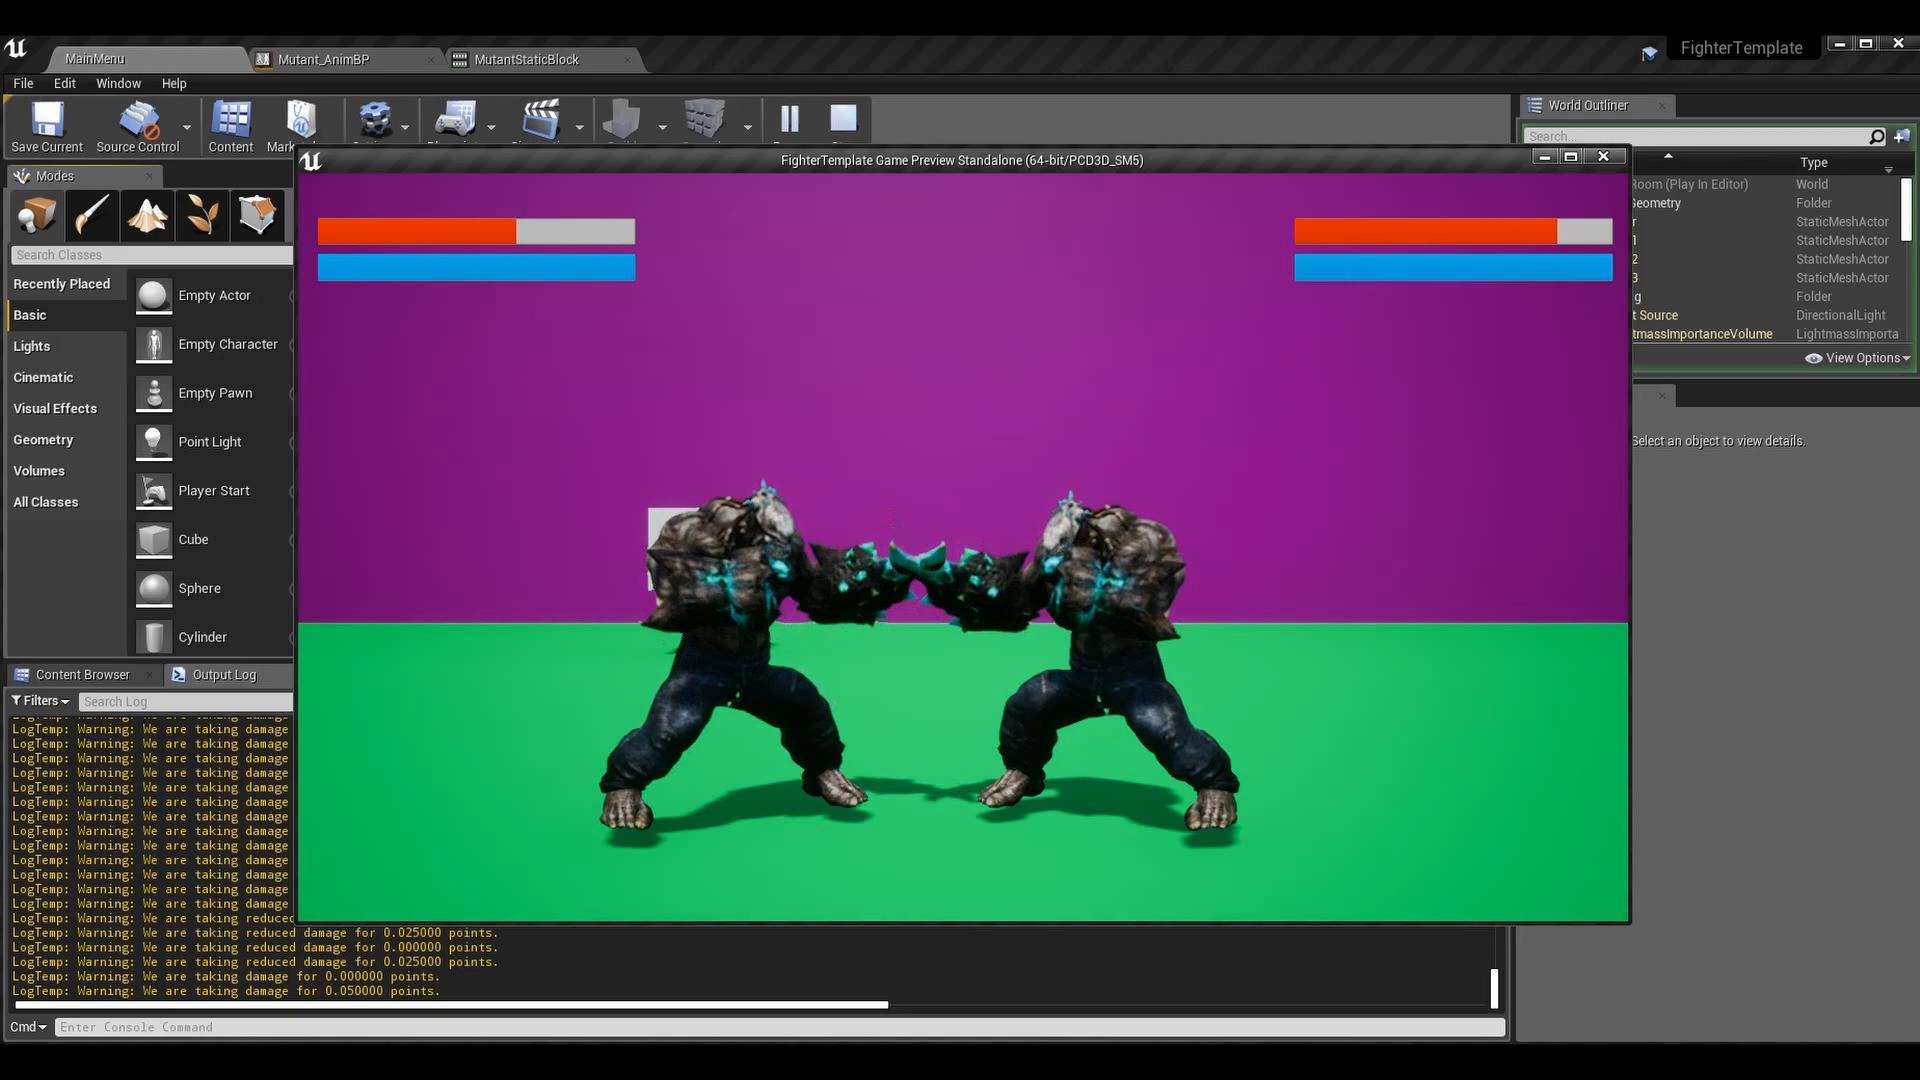 MainMenu
Mutant_AnimBP
MutantStaticBlock
FighterTemplate
File Edit Window Help
Save Current
Source Control
Content
World Outliner
Search...
Type
FighterTemplate Game Preview Standalone (64-bit/PCD3D_SM5)
Modes
Search Classes
Recently Placed
Basic
Lights
Cinematic
Visual Effects
Geometry
Volumes
All Classes
Empty Actor
Empty Character
Empty Pawn
Point Light
Player Start
Cube
Sphere
Cylinder
Room (Play In Editor) World
Geometry Folder
r StaticMeshActor
1 StaticMeshActor
2 StaticMeshActor
3 StaticMeshActor
g Folder
t Source DirectionalLight
tmassImportanceVolume LightmassImporta
View Options
Select an object to view details.
Content Browser
Output Log
Filters
Search Log
LogTemp: Warning: We are taking damage
LogTemp: Warning: We are taking damage
LogTemp: Warning: We are taking damage
LogTemp: Warning: We are taking damage
LogTemp: Warning: We are taking damage
LogTemp: Warning: We are taking damage
LogTemp: Warning: We are taking damage
LogTemp: Warning: We are taking damage
LogTemp: Warning: We are taking damage
LogTemp: Warning: We are taking damage
LogTemp: Warning: We are taking damage
LogTemp: Warning: We are taking damage
LogTemp: Warning: We are taking damage
LogTemp: Warning: We are taking reduced
LogTemp: Warning: We are taking reduced damage for 0.025000 points.
LogTemp: Warning: We are taking reduced damage for 0.000000 points.
LogTemp: Warning: We are taking reduced damage for 0.025000 points.
LogTemp: Warning: We are taking damage for 0.000000 points.
LogTemp: Warning: We are taking damage for 0.050000 points.
Cmd
Enter Console Command